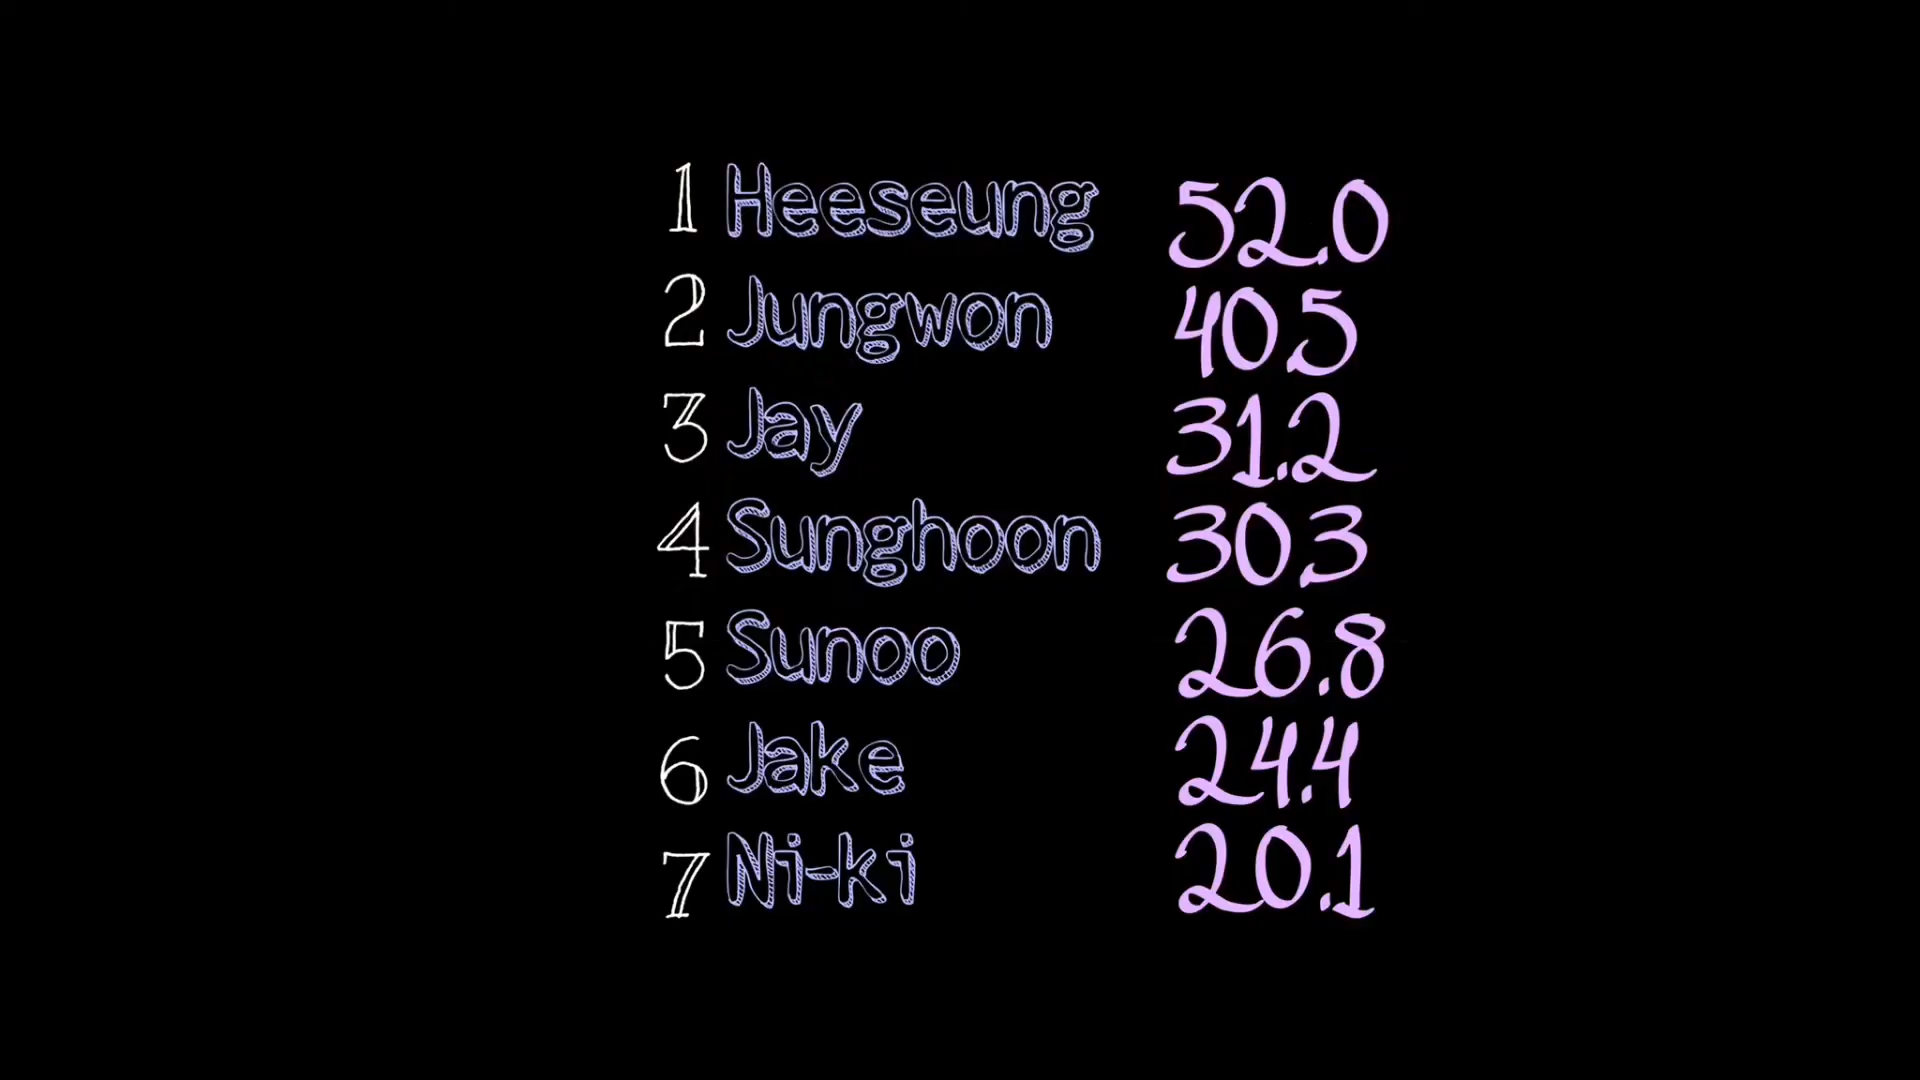 1 Heeseung 52.0
2 Jungwon 40.5
3 Jay 31.2
4 Sunghoon 30.3
5 Sunoo 26.8
6 Jake 24.4
7 Ni-ki 20.1